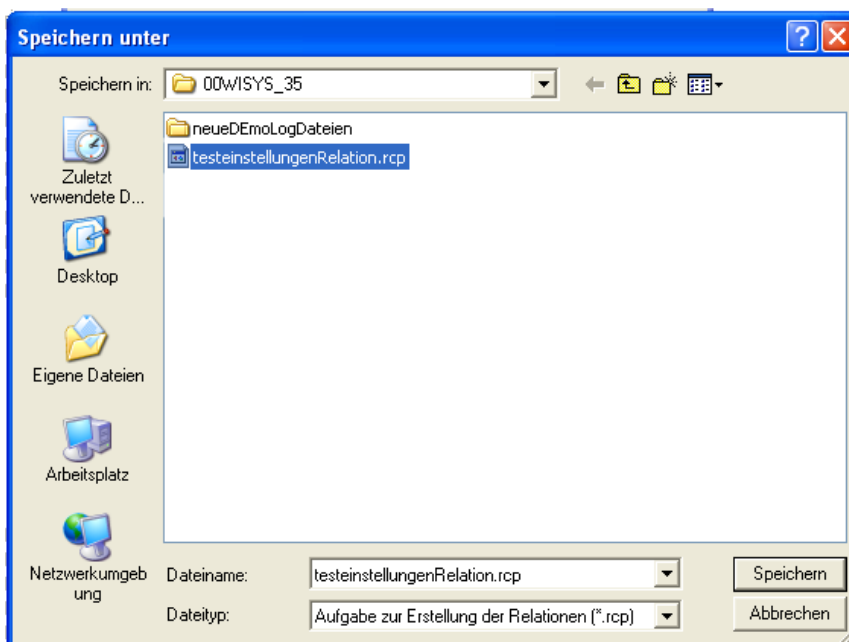 Speichern unter
Speichern in:
00WISYS_35
neueDEmoLogDateien
testeinstellungenRelation.rcp
Zuletzt
verwendete D...
Desktop
Eigene Dateien
Arbeitsplatz
Netzwerkumgeb
ung
Dateiname:
testeinstellungenRelation.rcp
Speichern
Dateityp:
Aufgabe zur Erstellung der Relationen (*.rcp)
Abbrechen